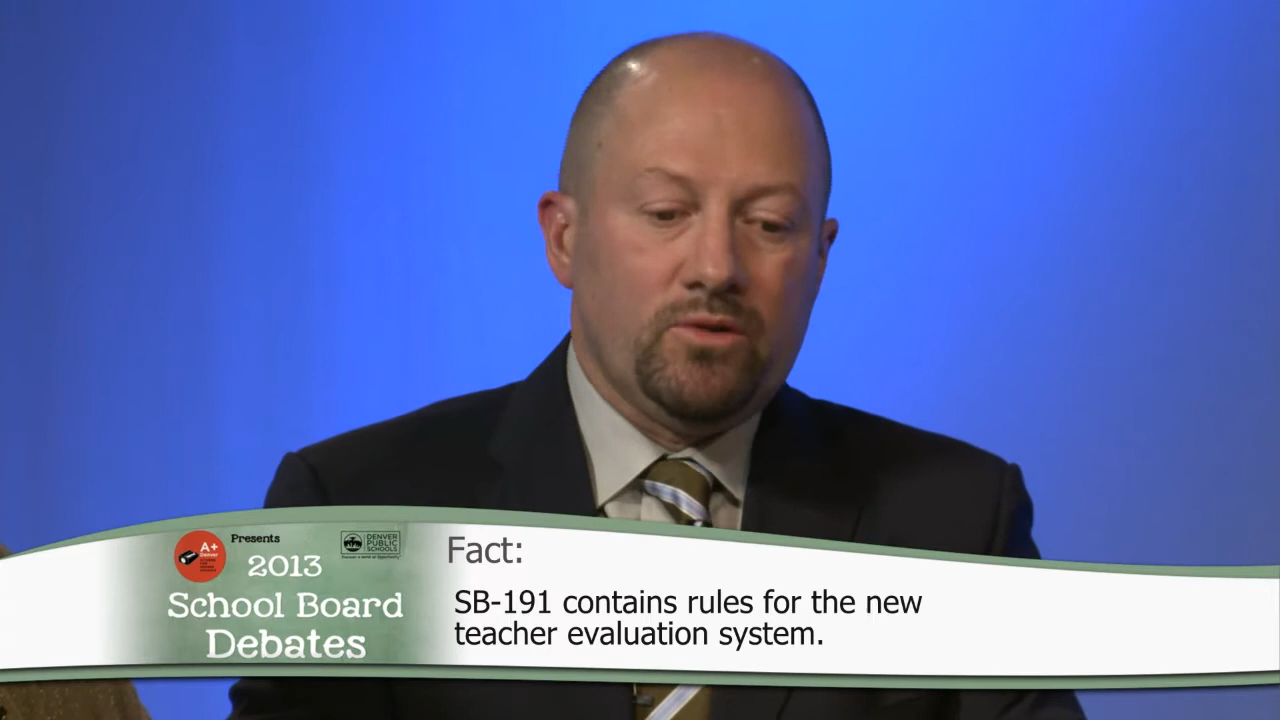 A+
Denver
Presents
DENVER
PUBLIC
SCHOOLS
2013
School Board
Debates
Fact:
SB-191 contains rules for the new
teacher evaluation system.